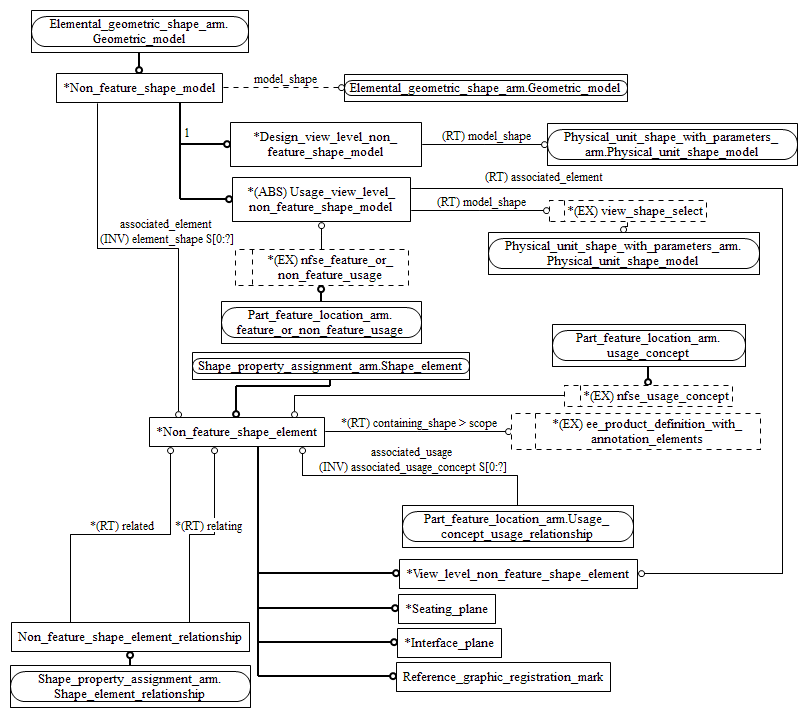 Elemental_geometric_shape_arm.
Geometric_model
*Non_feature_shape_model
model_shape
Elemental_geometric_shape_arm.Geometric_model
1
*Design_view_level_non_
feature_shape_model
(RT) model_shape
Physical_unit_shape_with_parameters_
arm.Physical_unit_shape_model
(RT) associated_element
*(ABS) Usage_view_level_
non_feature_shape_model
(RT) model_shape
*(EX) view_shape_select
associated_element
(INV) element_shape S[0:?]
Physical_unit_shape_with_parameters_arm.
Physical_unit_shape_model
*(EX) nfse_feature_or_
non_feature_usage
Part_feature_location_arm.
feature_or_non_feature_usage
Part_feature_location_arm.
usage_concept
Shape_property_assignment_arm.Shape_element
*(EX) nfse_usage_concept
*Non_feature_shape_element
*(RT) containing_shape > scope
*(EX) ee_product_definition_with_
annotation_elements
associated_usage
(INV) associated_usage_concept S[0:?]
*(RT) related
*(RT) relating
Part_feature_location_arm.Usage_
concept_usage_relationship
*View_level_non_feature_shape_element
*Seating_plane
Non_feature_shape_element_relationship
*Interface_plane
Shape_property_assignment_arm.
Shape_element_relationship
Reference_graphic_registration_mark